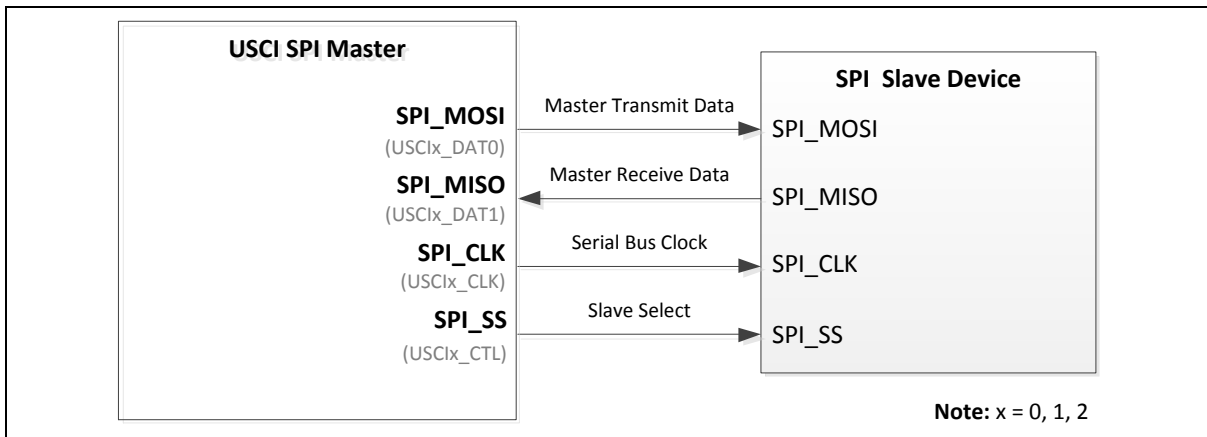 USCI SPI Master
SPI_MOSI
(USCIx_DAT0)
SPI_MISO
(USCIx_DAT1)
SPI_CLK
(USCIx_CLK)
SPI_SS
(USCIx_CTL)
Master Transmit Data
Master Receive Data
Serial Bus Clock
Slave Select
SPI Slave Device
SPI_MOSI
SPI_MISO
SPI_CLK
SPI_SS
Note: x = 0, 1, 2